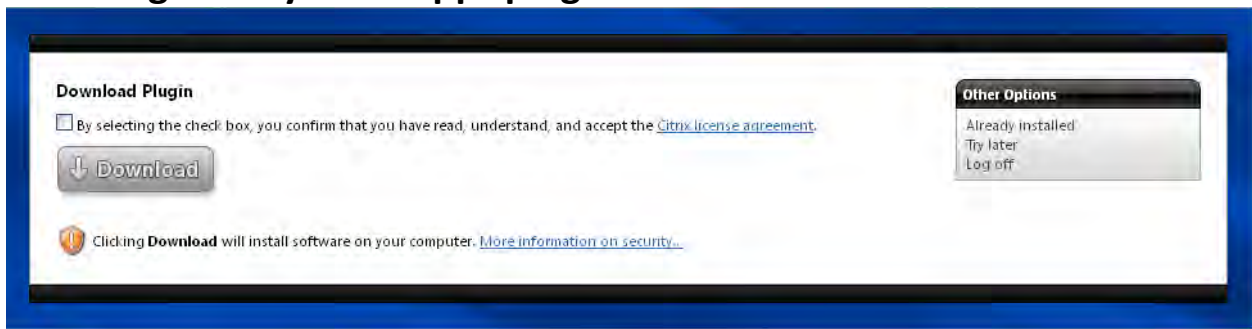 Download Plugin
By selecting the check box, you confirm that you have read, understand, and accept the Citrix license agreement.
Download
Clicking Download will install software on your computer. More information on security...
Other Options
Already installed
Try later
Log off